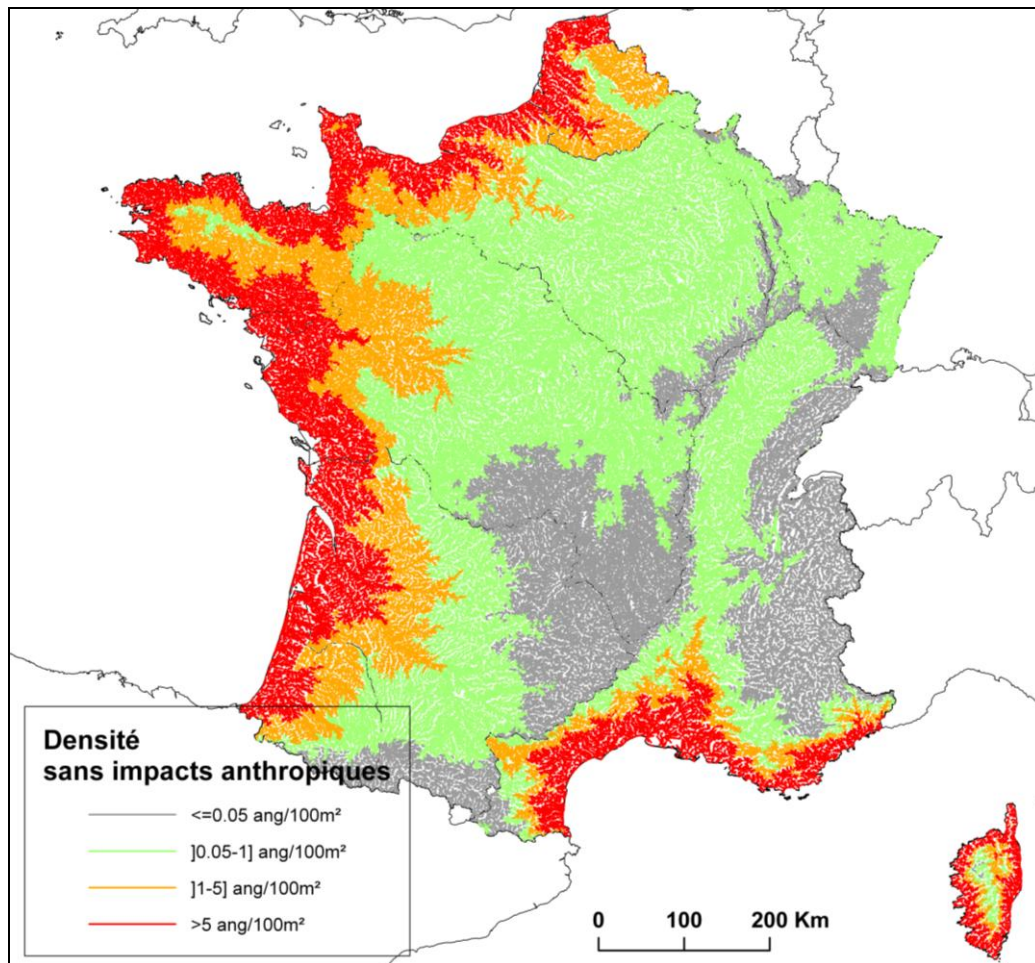 Densité
sans impacts anthropiques
<=0.05 ang/100m²
]0.05-1] ang/100m²
]1-5] ang/100m²
>5 ang/100m²
0 100 200 Km